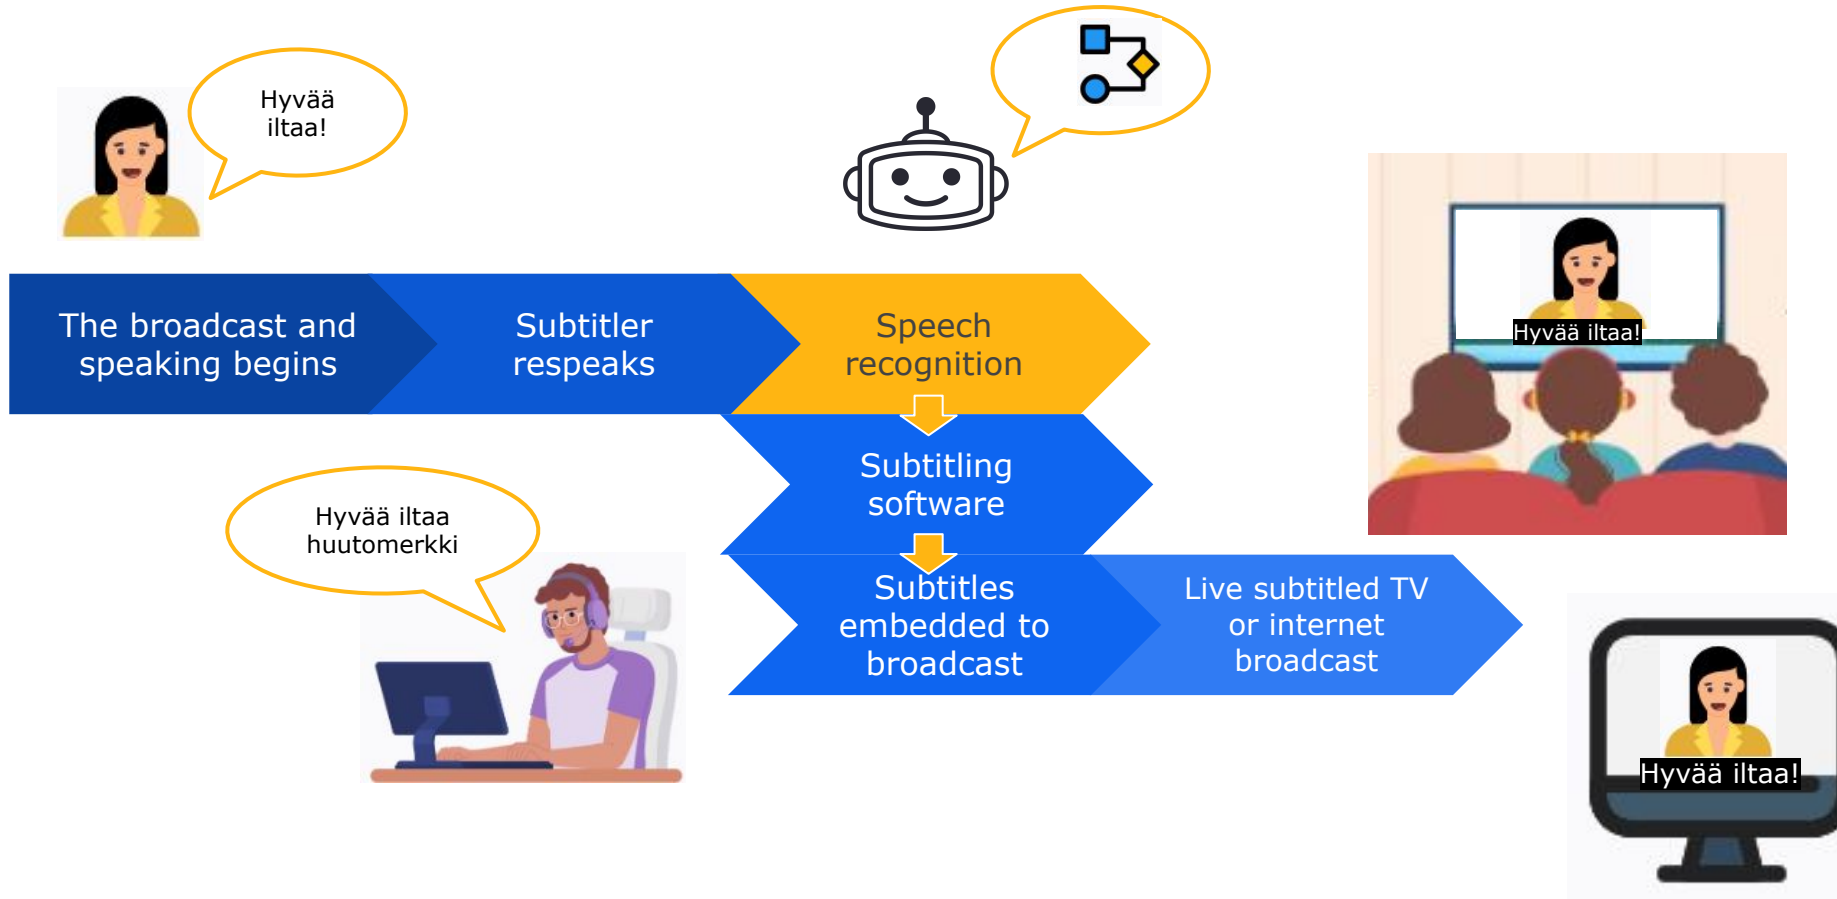 Hyvää
iltaa!
The broadcast and
speaking begins
Subtitler
respeaks
Speech
recognition
Hyvää iltaa!
Subtitling
software
Hyvää iltaa
huutomerkki
Subtitles
embedded to
broadcast
Live subtitled TV
or internet
broadcast
Hyvää iltaa!